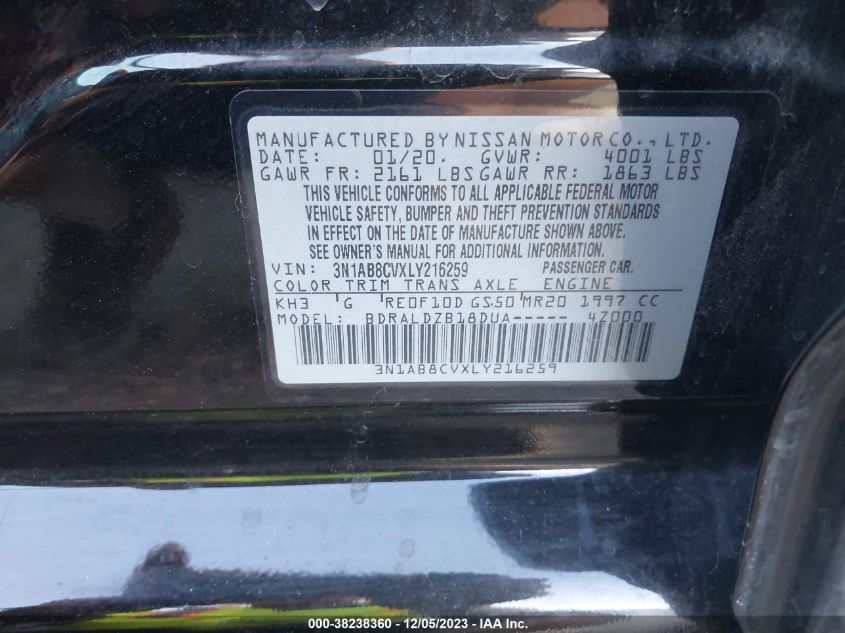 MANUFACTURED BY NISSAN MOTOR CO., LTD.
DATE: 01/20. GVWR: 4001 LBS
GAWR FR: 2161 LBS GAWR RR: 1863 LBS
THIS VEHICLE CONFORMS TO ALL APPLICABLE FEDERAL MOTOR
VEHICLE SAFETY, BUMPER AND THEFT PREVENTION STANDARDS
IN EFFECT ON THE DATE OF MANUFACTURE SHOWN ABOVE.
SEE OWNER'S MANUAL FOR ADDITIONAL INFORMATION.
VIN: 3N1AB8CVXLY216259 PASSENGER CAR.
COLOR TRIM TRANS AXLE ENGINE
KH3 'G 'RE0F10D GS50 'MR20 1997 CC
MODEL: BDRALDZB18DUA----- 4Z000
3N1AB8CVXLY216259
000-38238360 - 12/05/2023 - IAA Inc.